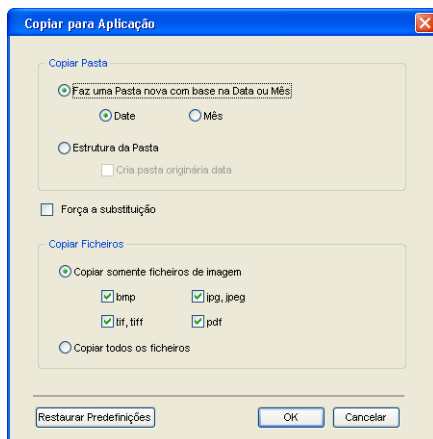 Copiar para Aplicação
Copiar Pasta
Faz uma Pasta nova com base na Data ou Mês
Date Mês
Estrutura da Pasta
Cria pasta originária data
Força a substituição
Copiar Ficheiros
Copiar somente ficheiros de imagem
bmp jpg, jpeg
tif, tiff pdf
Copiar todos os ficheiros
Restaurar Predefinições OK Cancelar